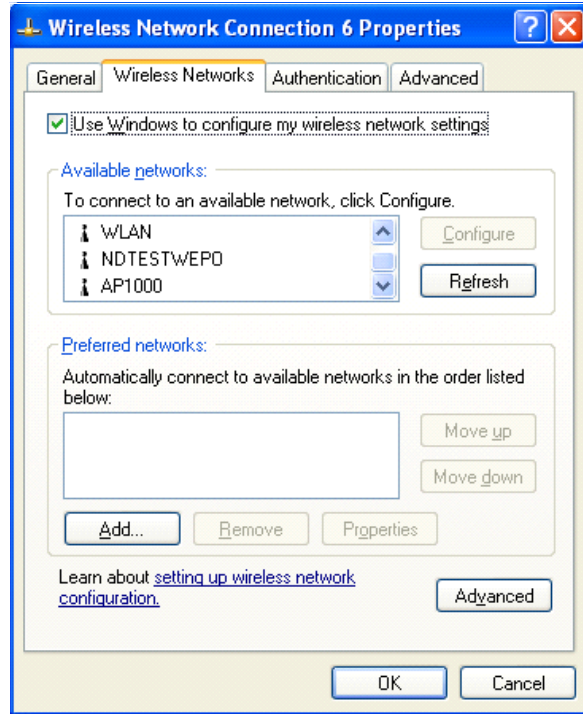 Wireless Network Connection 6 Properties
General Wireless Networks Authentication Advanced
Use Windows to configure my wireless network settings
Available networks:
To connect to an available network, click Configure.
WLAN
Configure
NDTESTWEP0
AP1000
Refresh
Preferred networks:
Automatically connect to available networks in the order listed
below:
Move up
Move down
Add... Remove Properties
Learn about setting up wireless network
configuration.
Advanced
OK Cancel